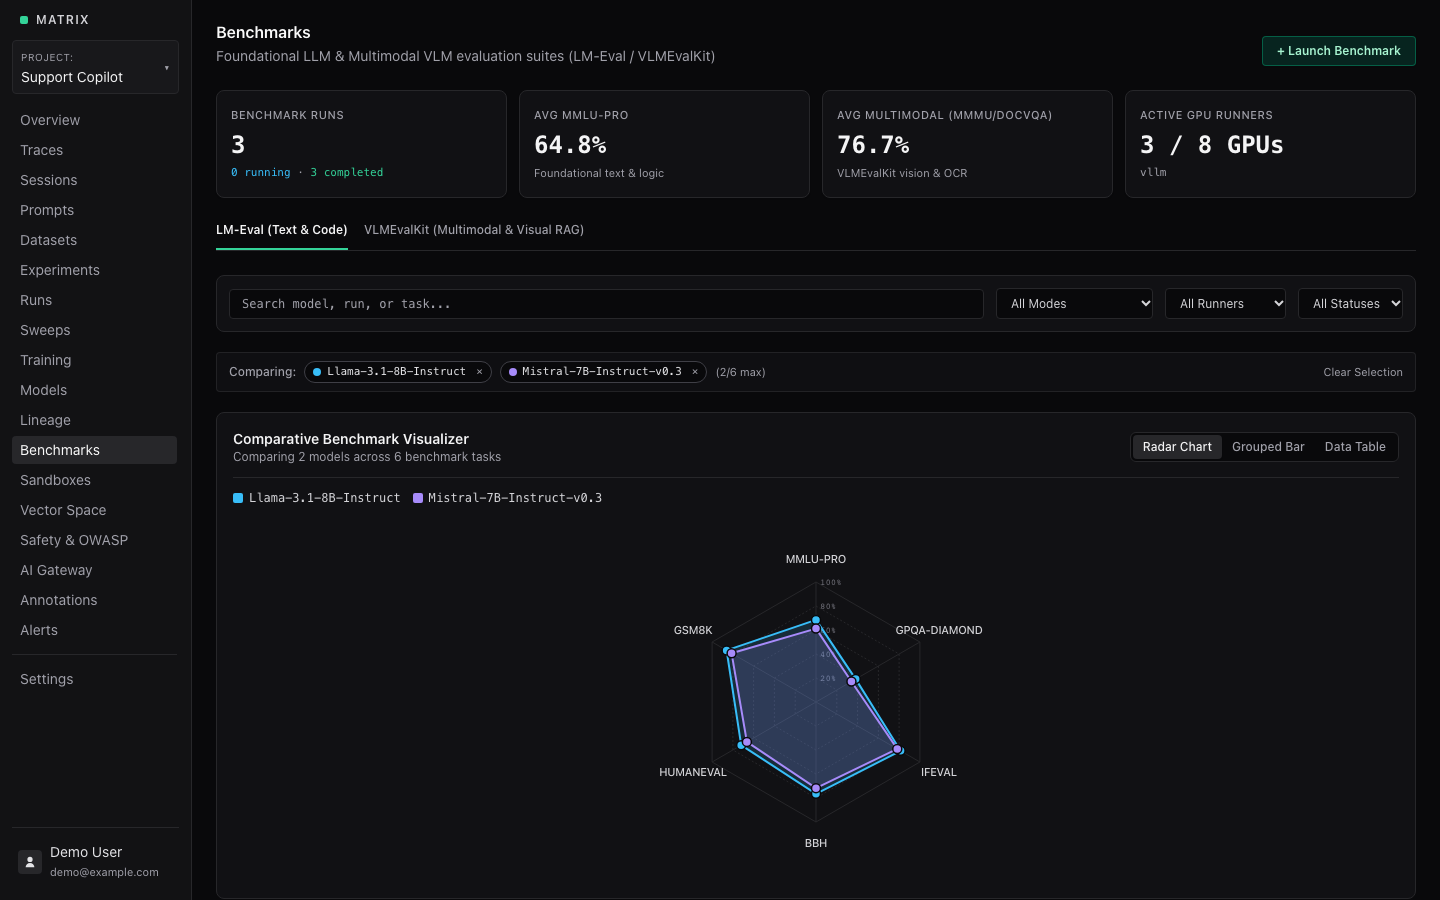 MATRIX
PROJECT:
Support Copilot
Overview
Traces
Sessions
Prompts
Datasets
Experiments
Runs
Sweeps
Training
Models
Lineage
Benchmarks
Sandboxes
Vector Space
Safety & OWASP
AI Gateway
Annotations
Alerts
Settings
Demo User
demo@example.com
Benchmarks
Foundational LLM & Multimodal VLM evaluation suites (LM-Eval / VLMEvalKit)
+ Launch Benchmark
BENCHMARK RUNS
3
0 running · 3 completed
AVG MMLU-PRO
64.8%
Foundational text & logic
AVG MULTIMODAL (MMMU/DOCVQA)
76.7%
VLMEvalKit vision & OCR
ACTIVE GPU RUNNERS
3 / 8 GPUs
vllm
LM-Eval (Text & Code) VLMEvalKit (Multimodal & Visual RAG)
Search model, run, or task... All Modes All Runners All Statuses
Comparing: Llama-3.1-8B-Instruct × Mistral-7B-Instruct-v0.3 × (2/6 max) Clear Selection
Comparative Benchmark Visualizer
Comparing 2 models across 6 benchmark tasks
Radar Chart Grouped Bar Data Table
Llama-3.1-8B-Instruct Mistral-7B-Instruct-v0.3
MMLU-PRO
100%
80%
GSM8K GPQA-DIAMOND
40%
20%
HUMANEVAL IFEVAL
BBH